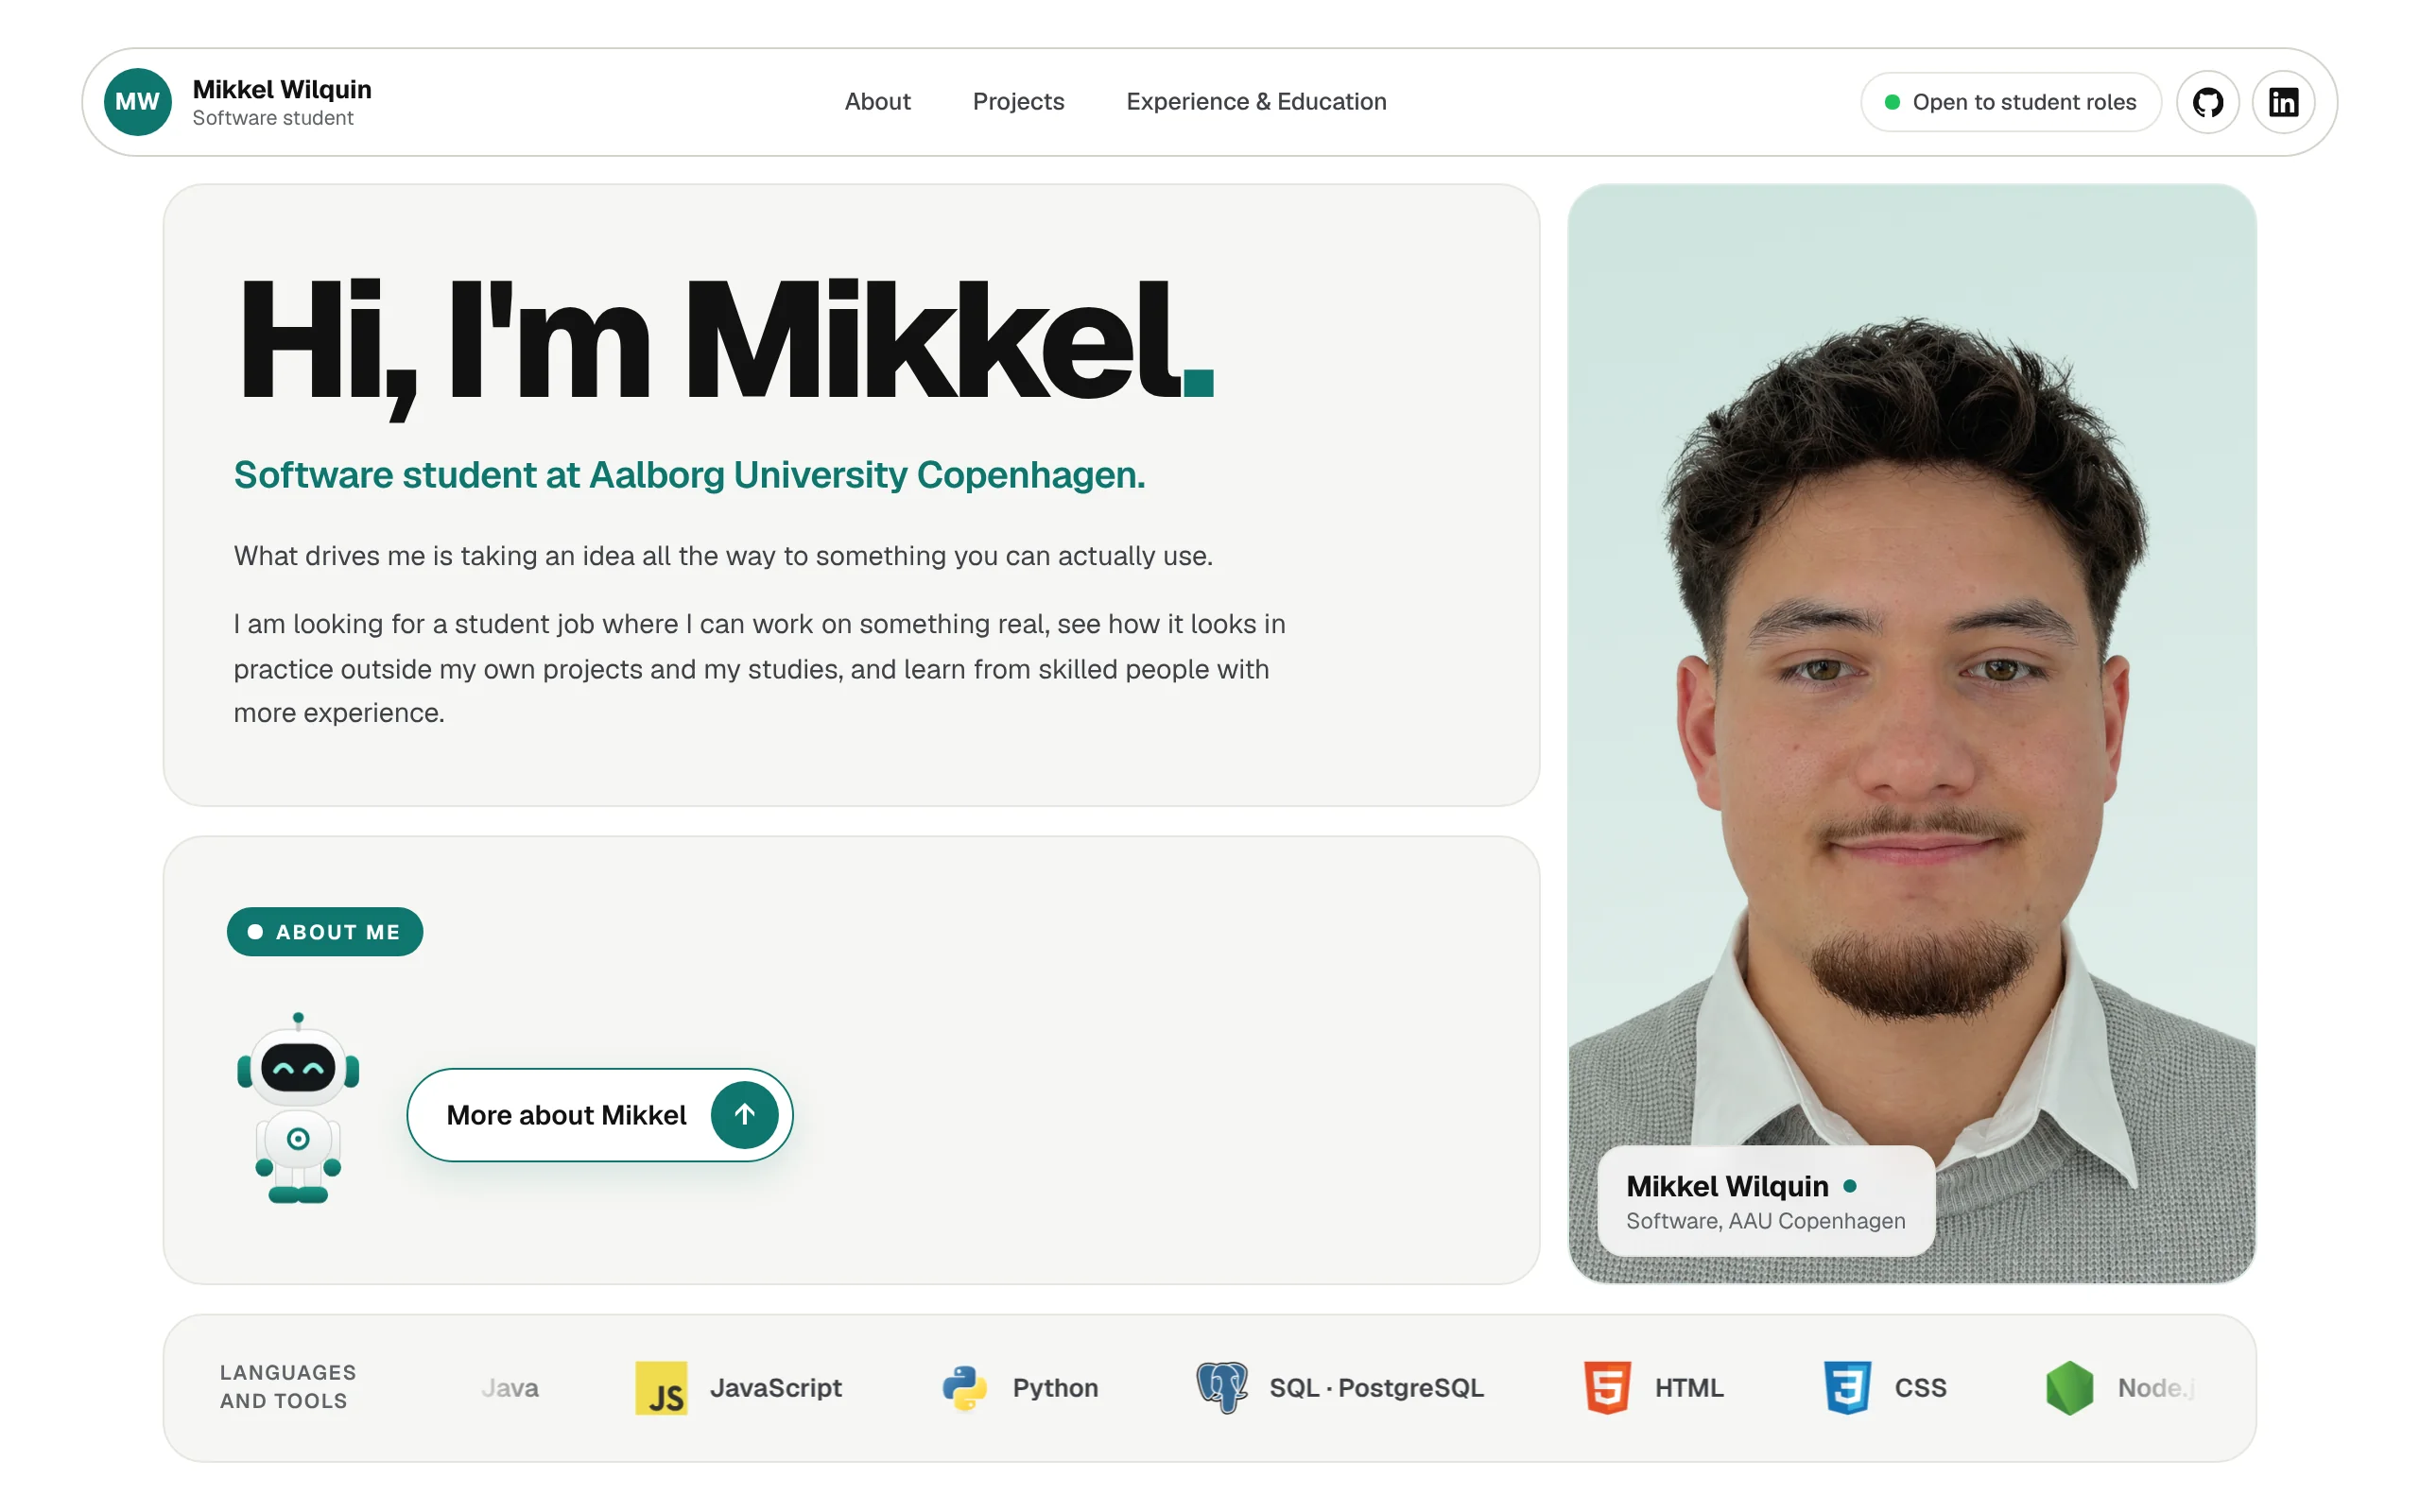 MW
Mikkel Wilquin
Software student
About
Projects
Experience & Education
Open to student roles
in
Hi, I'm Mikkel.
Software student at Aalborg University Copenhagen.
What drives me is taking an idea all the way to something you can actually use.
I am looking for a student job where I can work on something real, see how it looks in
practice outside my own projects and my studies, and learn from skilled people with
more experience.
ABOUT ME
More about Mikkel
Mikkel Wilquin
Software, AAU Copenhagen
LANGUAGES
AND TOOLS
Java
JS
JavaScript
Python
SQL · PostgreSQL
5
HTML
3
CSS
Node.j